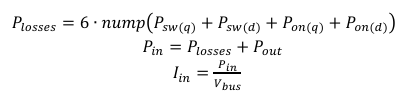 P_losses = 6 · nump(P_sw(q) + P_sw(d) + P_on(q) + P_on(d))
P_in = P_losses + P_out
I_in = P_in / V_bus